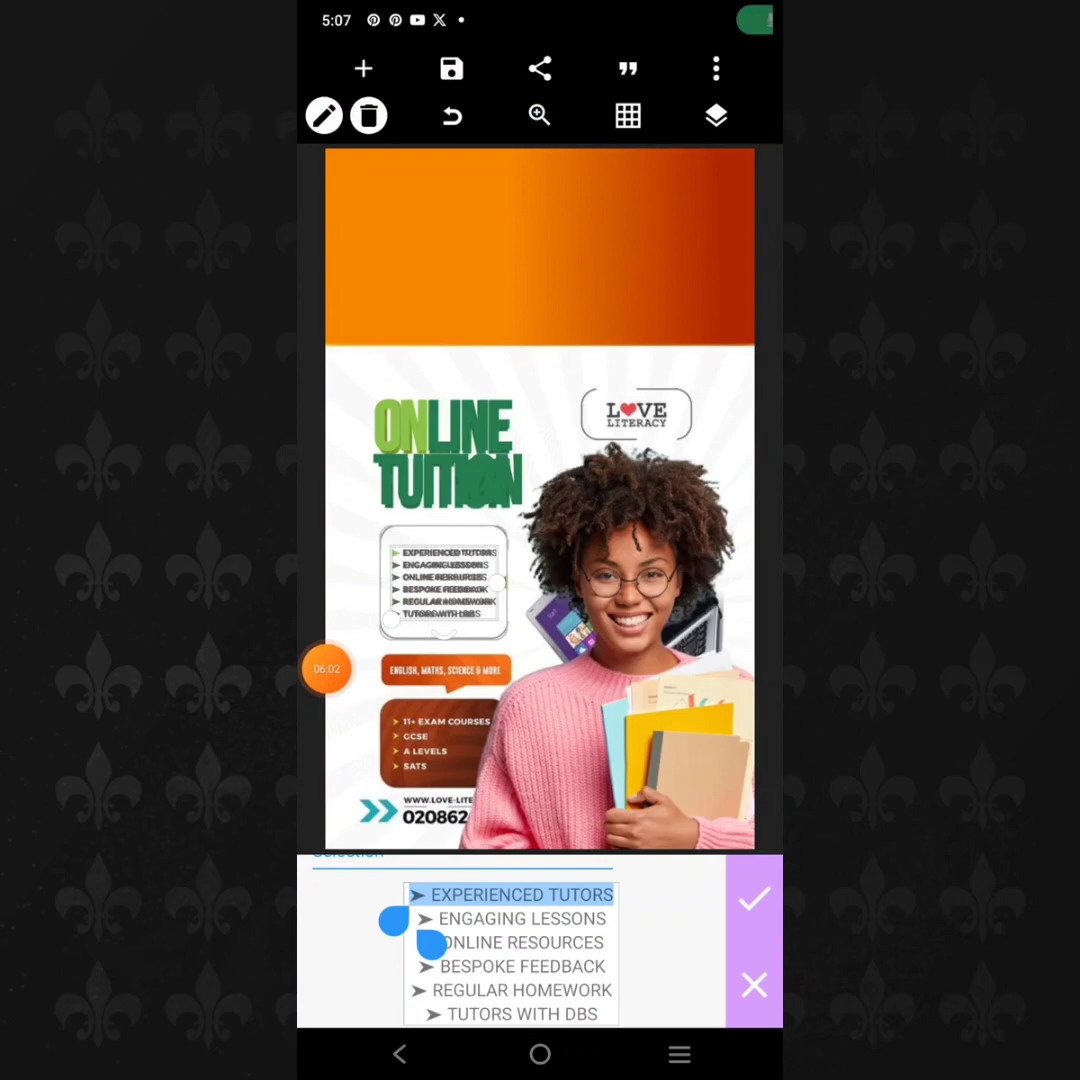 5:07
ONLINE
TUITION
L❤VE
LITERACY
➤ EXPERIENCED TUTORS
➤ ENGAGING LESSONS
➤ ONLINE RESOURCES
➤ BESPOKE FEEDBACK
➤ REGULAR HOMEWORK
➤ TUTORS WITH DBS
06:02
ENGLISH, MATHS, SCIENCE & MORE
➤ 11+ EXAM COURSES
➤ GCSE
➤ A LEVELS
➤ SATS
WWW.LOVE-LITE
020862
Selection
➤ EXPERIENCED TUTORS
➤ ENGAGING LESSONS
ONLINE RESOURCES
➤ BESPOKE FEEDBACK
➤ REGULAR HOMEWORK
➤ TUTORS WITH DBS